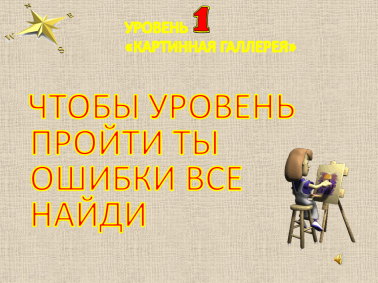 УРОВЕНЬ 1
«КАРТИННАЯ ГАЛЛЕРЕЯ»
ЧТОБЫ УРОВЕНЬ
ПРОЙТИ ТЫ
ОШИБКИ ВСЕ
НАЙДИ